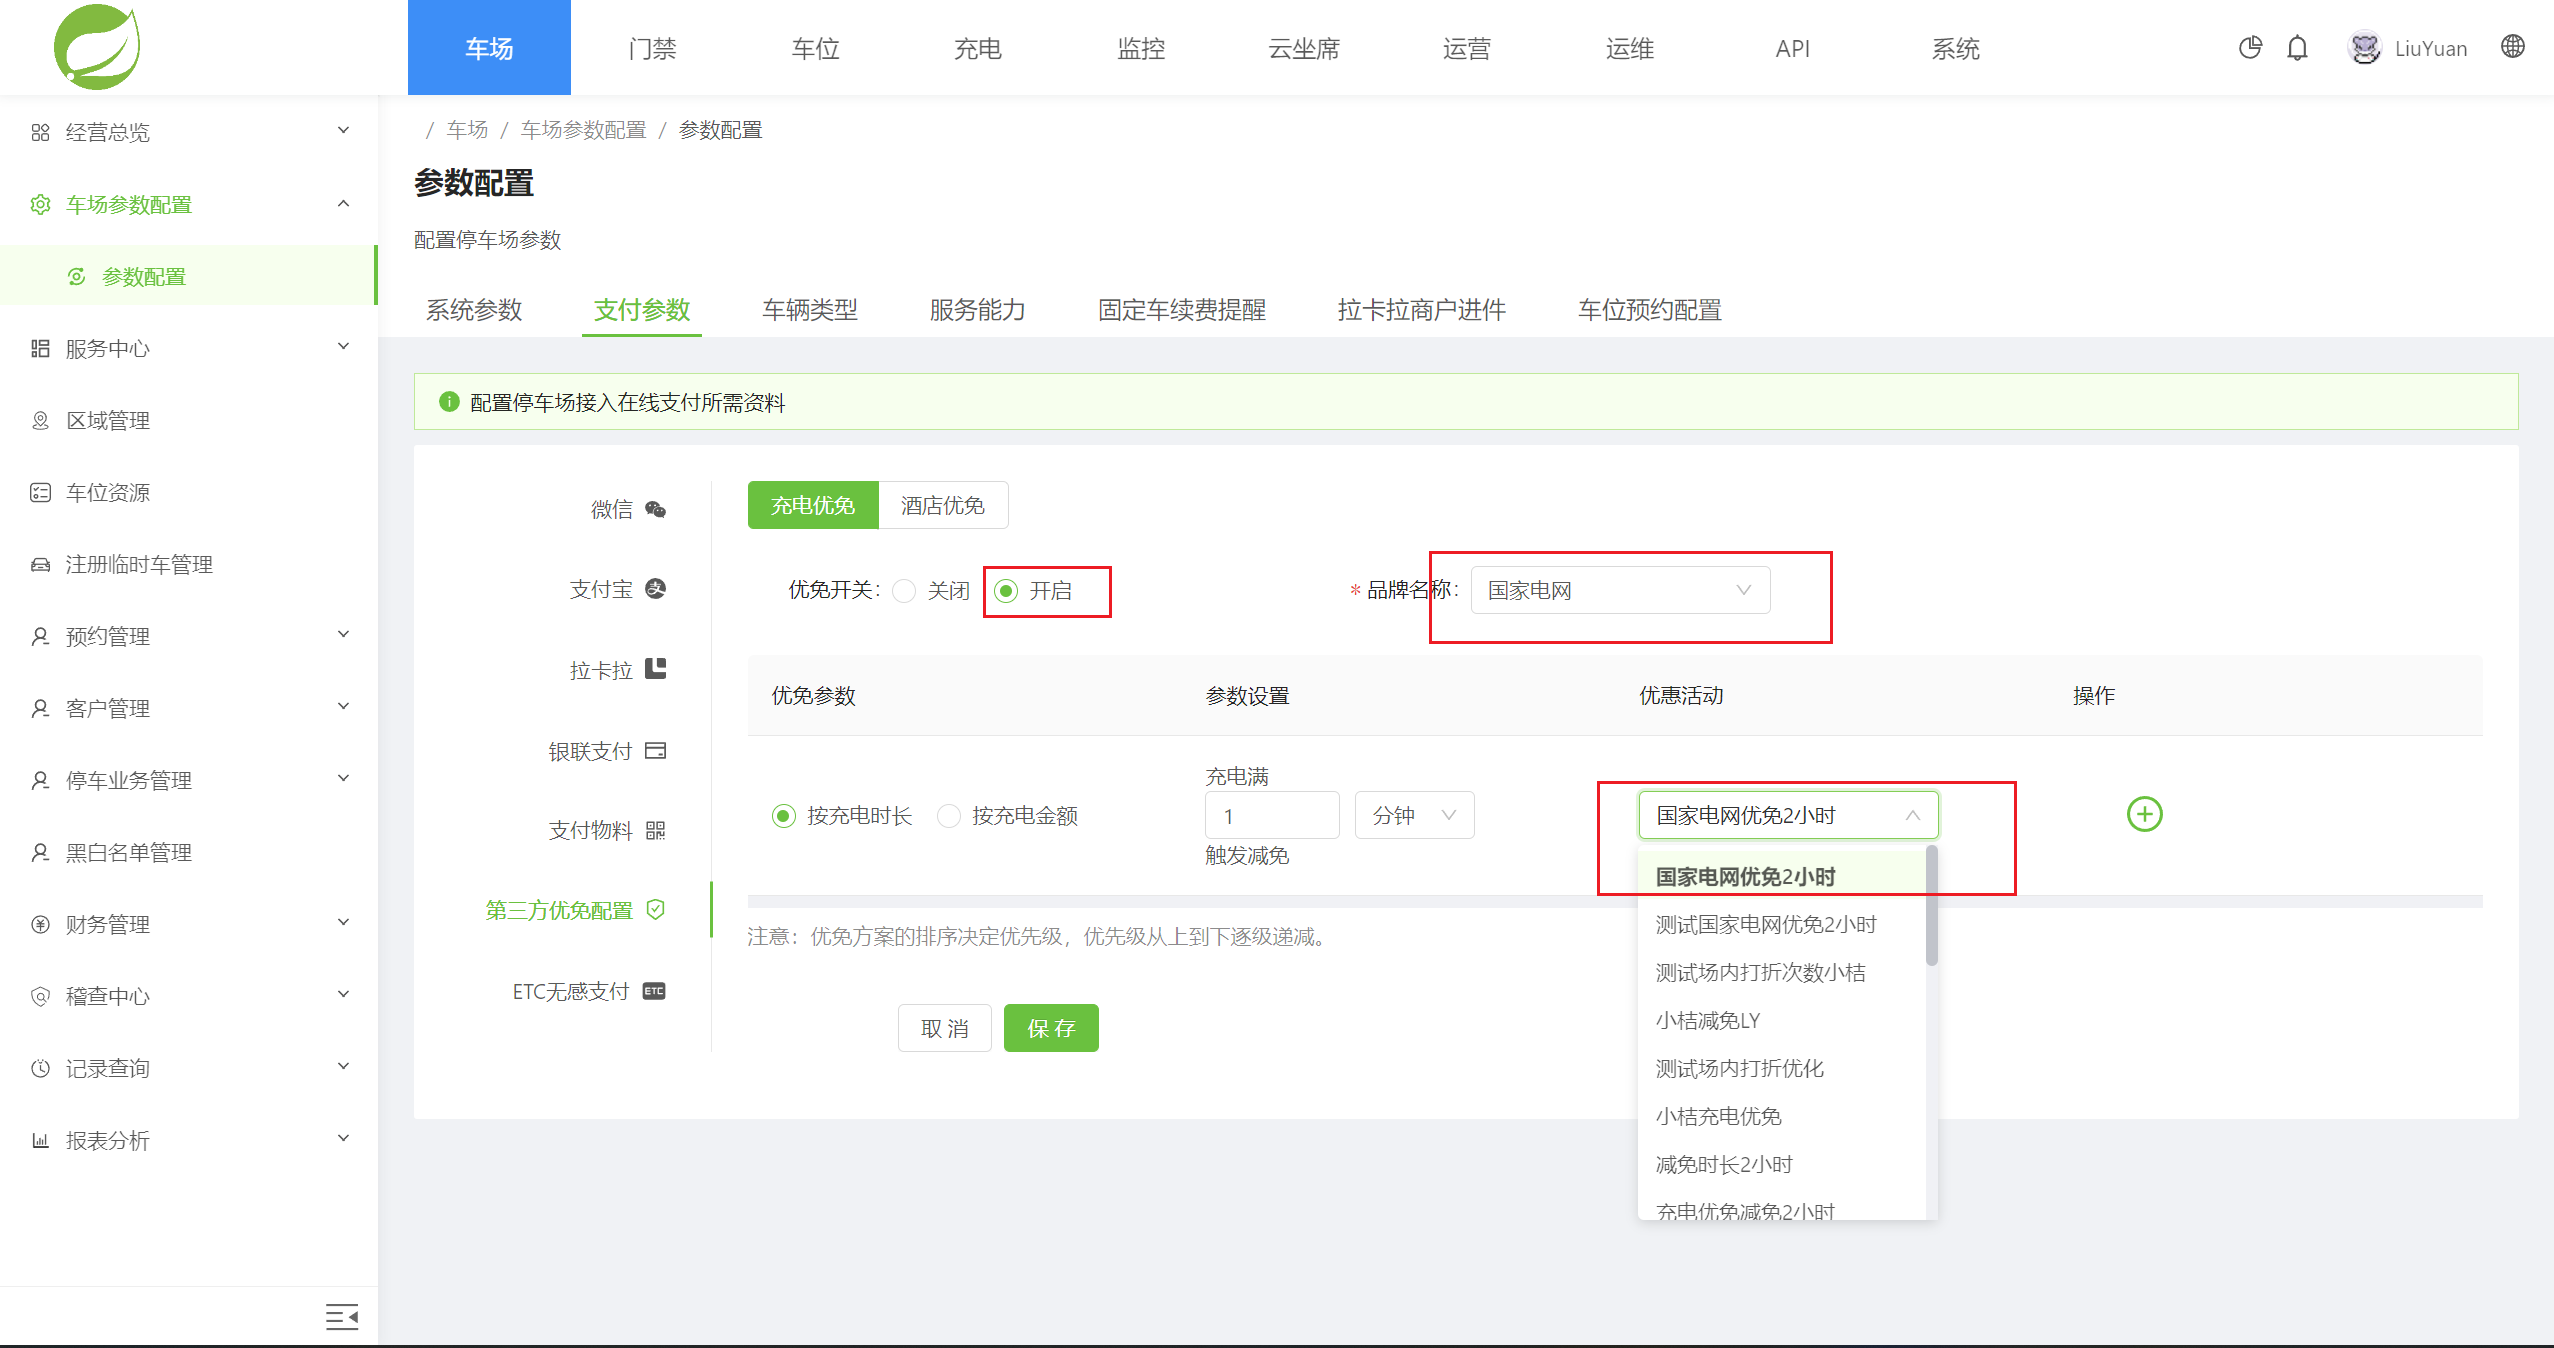 车场 门禁 车位 充电 监控 云坐席 运营 运维 API 系统 LiuYuan
经营总览
车场参数配置
参数配置
服务中心
区域管理
车位资源
注册临时车管理
预约管理
客户管理
停车业务管理
黑白名单管理
财务管理
稽查中心
记录查询
报表分析
/ 车场 / 车场参数配置 / 参数配置
参数配置
配置停车场参数
系统参数 支付参数 车辆类型 服务能力 固定车续费提醒 拉卡拉商户进件 车位预约配置
配置停车场接入在线支付所需资料
微信
支付宝
拉卡拉
银联支付
支付物料
第三方优免配置
ETC无感支付 ETC
充电优免 酒店优免
优免开关: 关闭 开启 * 品牌名称: 国家电网
优免参数 参数设置 优惠活动 操作
充电满
按充电时长 按充电金额 1 分钟 国家电网优免2小时
触发减免
国家电网优免2小时
测试国家电网优免2小时
测试场内打折次数小桔
小桔减免LY
测试场内打折优化
小桔充电优免
减免时长2小时
充电优免减免2小时
注意：优免方案的排序决定优先级，优先级从上到下逐级递减。
取 消 保 存